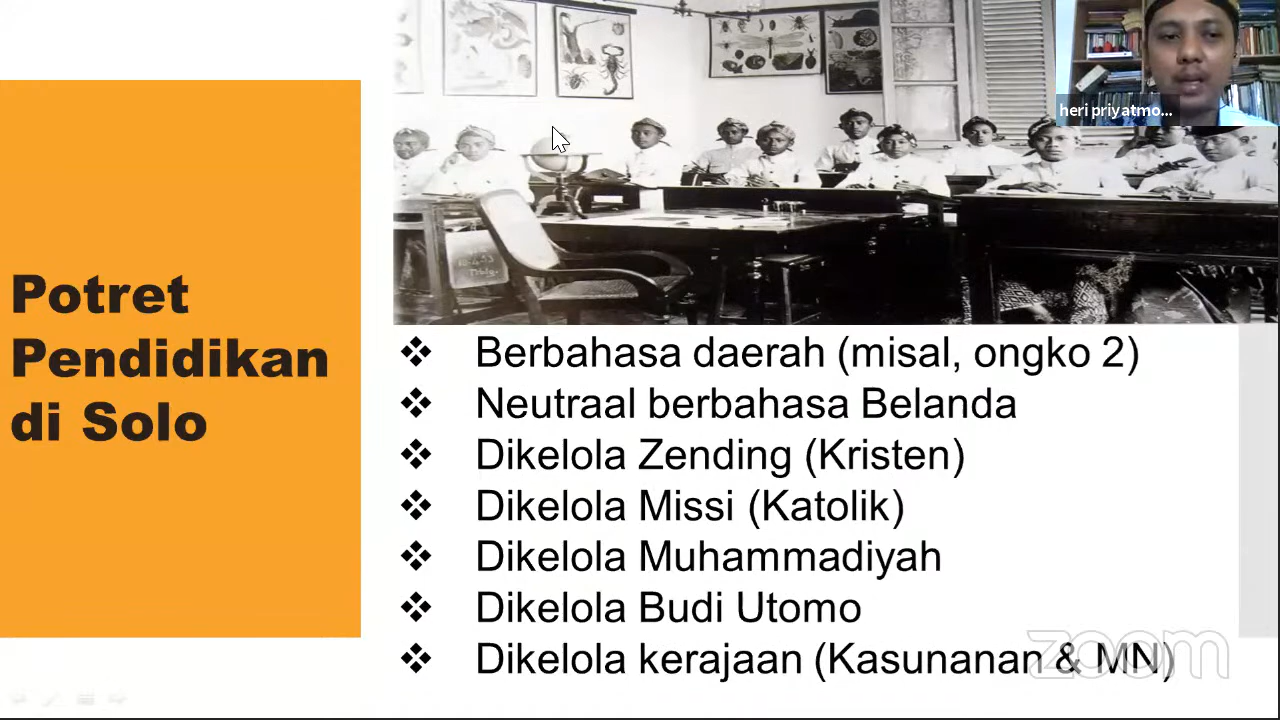 heri priyatmo...
Potret
Pendidikan
di Solo
❖ Berbahasa daerah (misal, ongko 2)
❖ Neutraal berbahasa Belanda
❖ Dikelola Zending (Kristen)
❖ Dikelola Missi (Katolik)
❖ Dikelola Muhammadiyah
❖ Dikelola Budi Utomo
❖ Dikelola kerajaan (Kasunanan & MN)
zoom